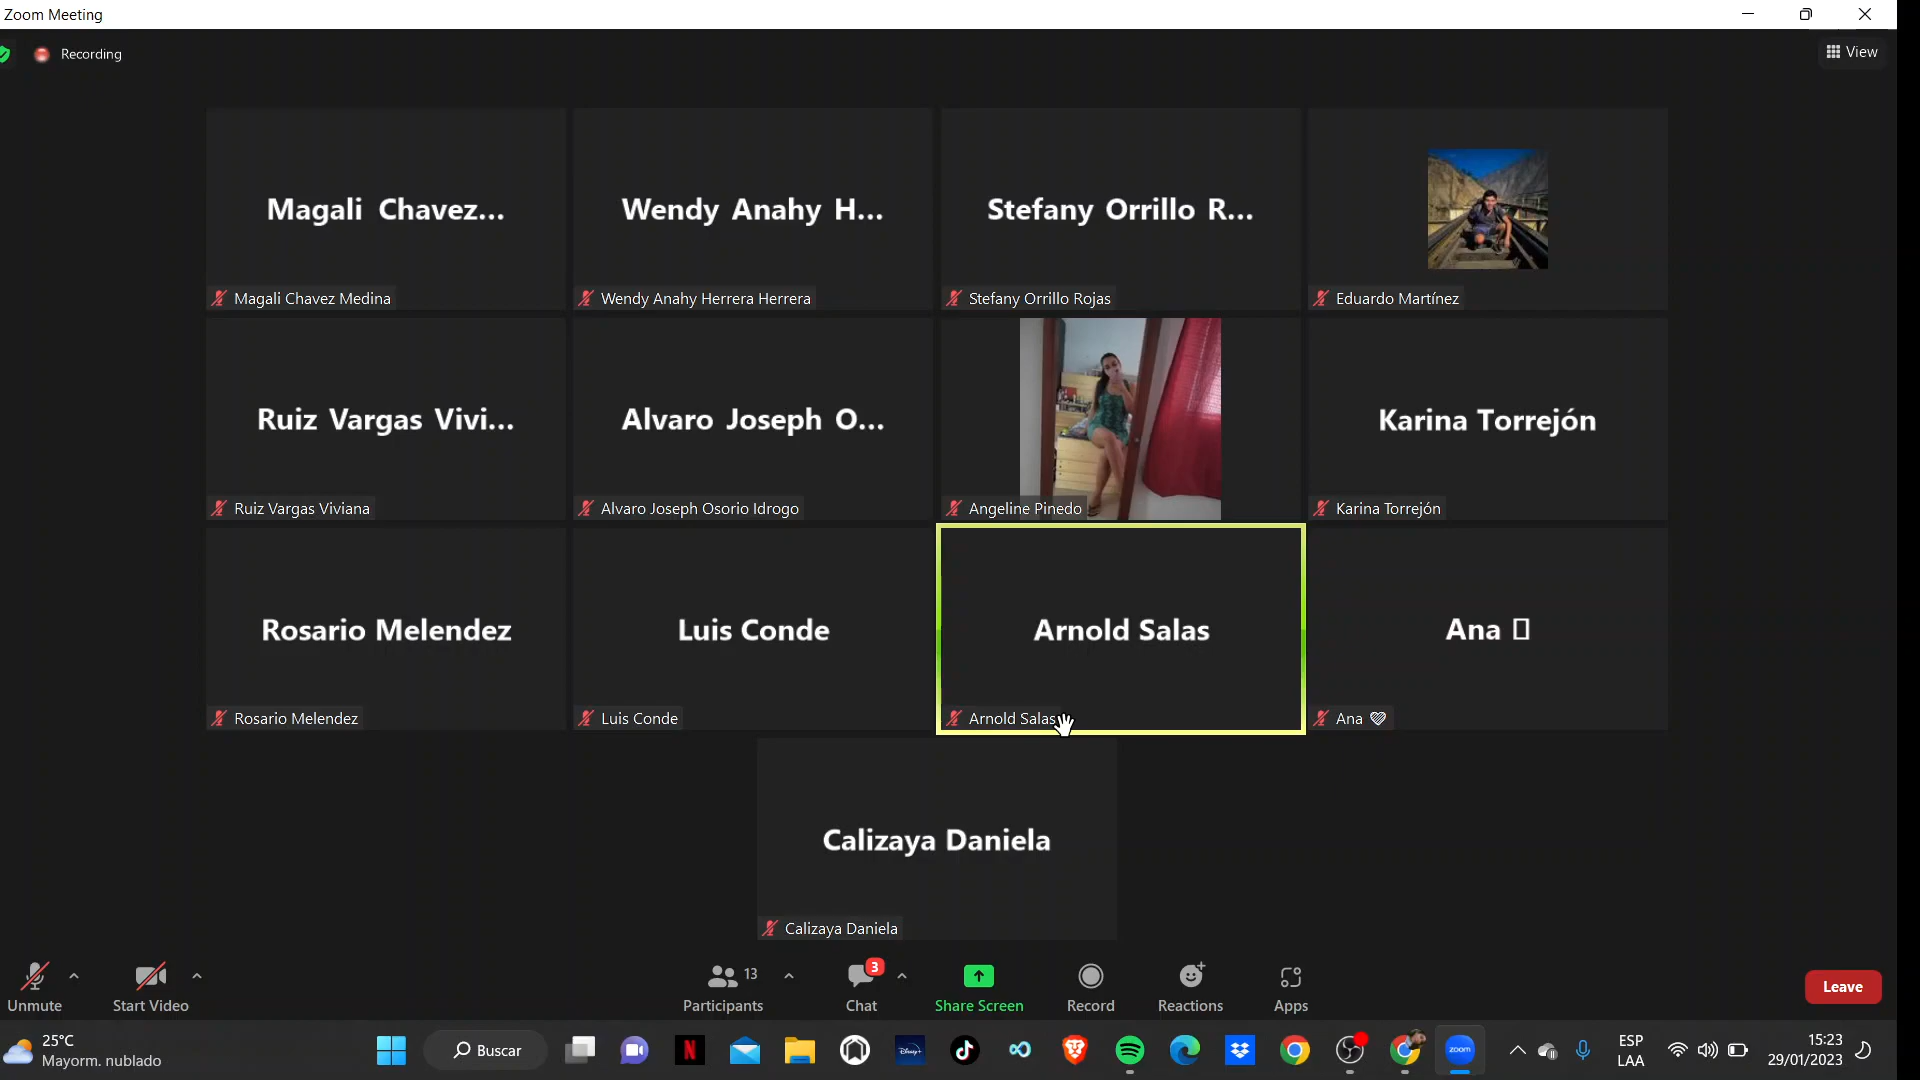 Zoom Meeting
Recording
View
Magali Chavez...
Wendy Anahy H...
Stefany Orrillo R...
Magali Chavez Medina
Wendy Anahy Herrera Herrera
Stefany Orrillo Rojas
Eduardo Martínez
Ruiz Vargas Vivi...
Alvaro Joseph O...
Karina Torrejón
Ruiz Vargas Viviana
Alvaro Joseph Osorio Idrogo
Angeline Pinedo
Karina Torrejón
Rosario Melendez
Luis Conde
Arnold Salas
Ana
Rosario Melendez
Luis Conde
Arnold Salas
Ana 🤍
Calizaya Daniela
Calizaya Daniela
Unmute
Start Video
13
Participants
3
Chat
Share Screen
Record
Reactions
Apps
Leave
25°C
Mayorm. nublado
Buscar
N
Disney+
zoom
ESP
LAA
15:23
29/01/2023